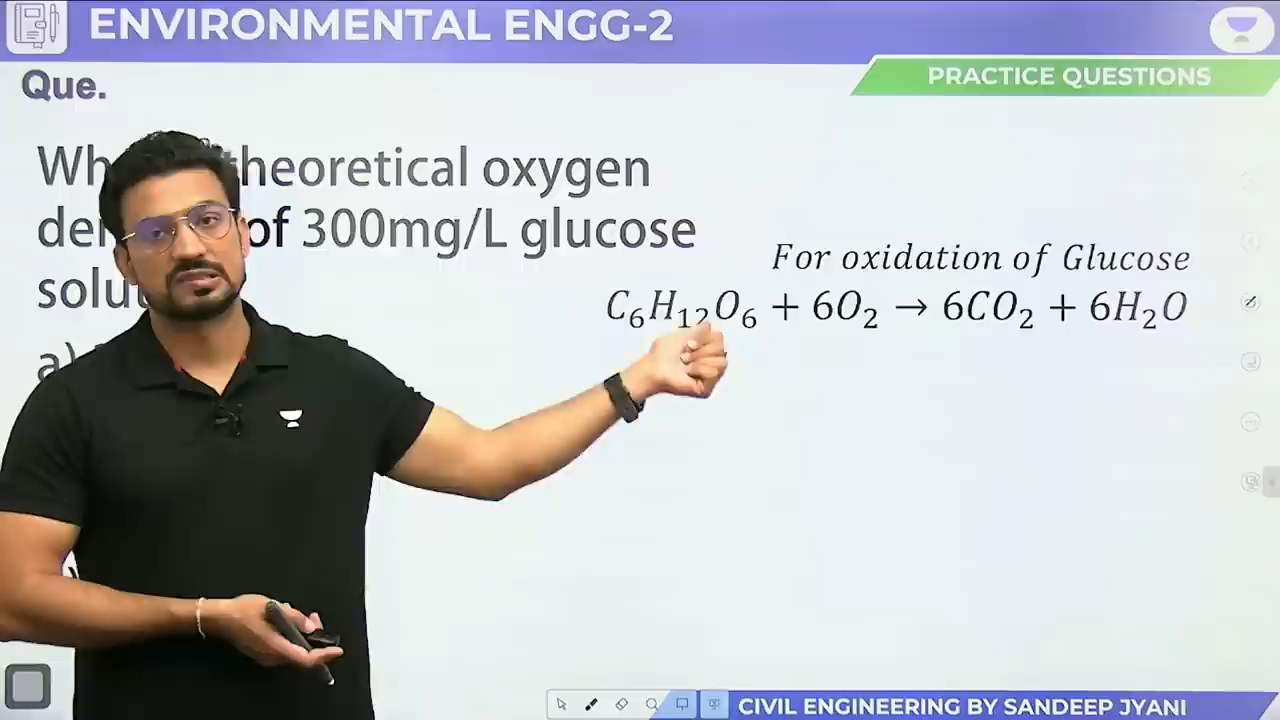 ENVIRONMENTAL ENGG-2
PRACTICE QUESTIONS
Que.
theoretical oxygen
of 300mg/L glucose
For oxidation of Glucose
C₆H₁₂O₆ + 6O₂ → 6CO₂ + 6H₂O
a)
CIVIL ENGINEERING BY SANDEEP JYANI